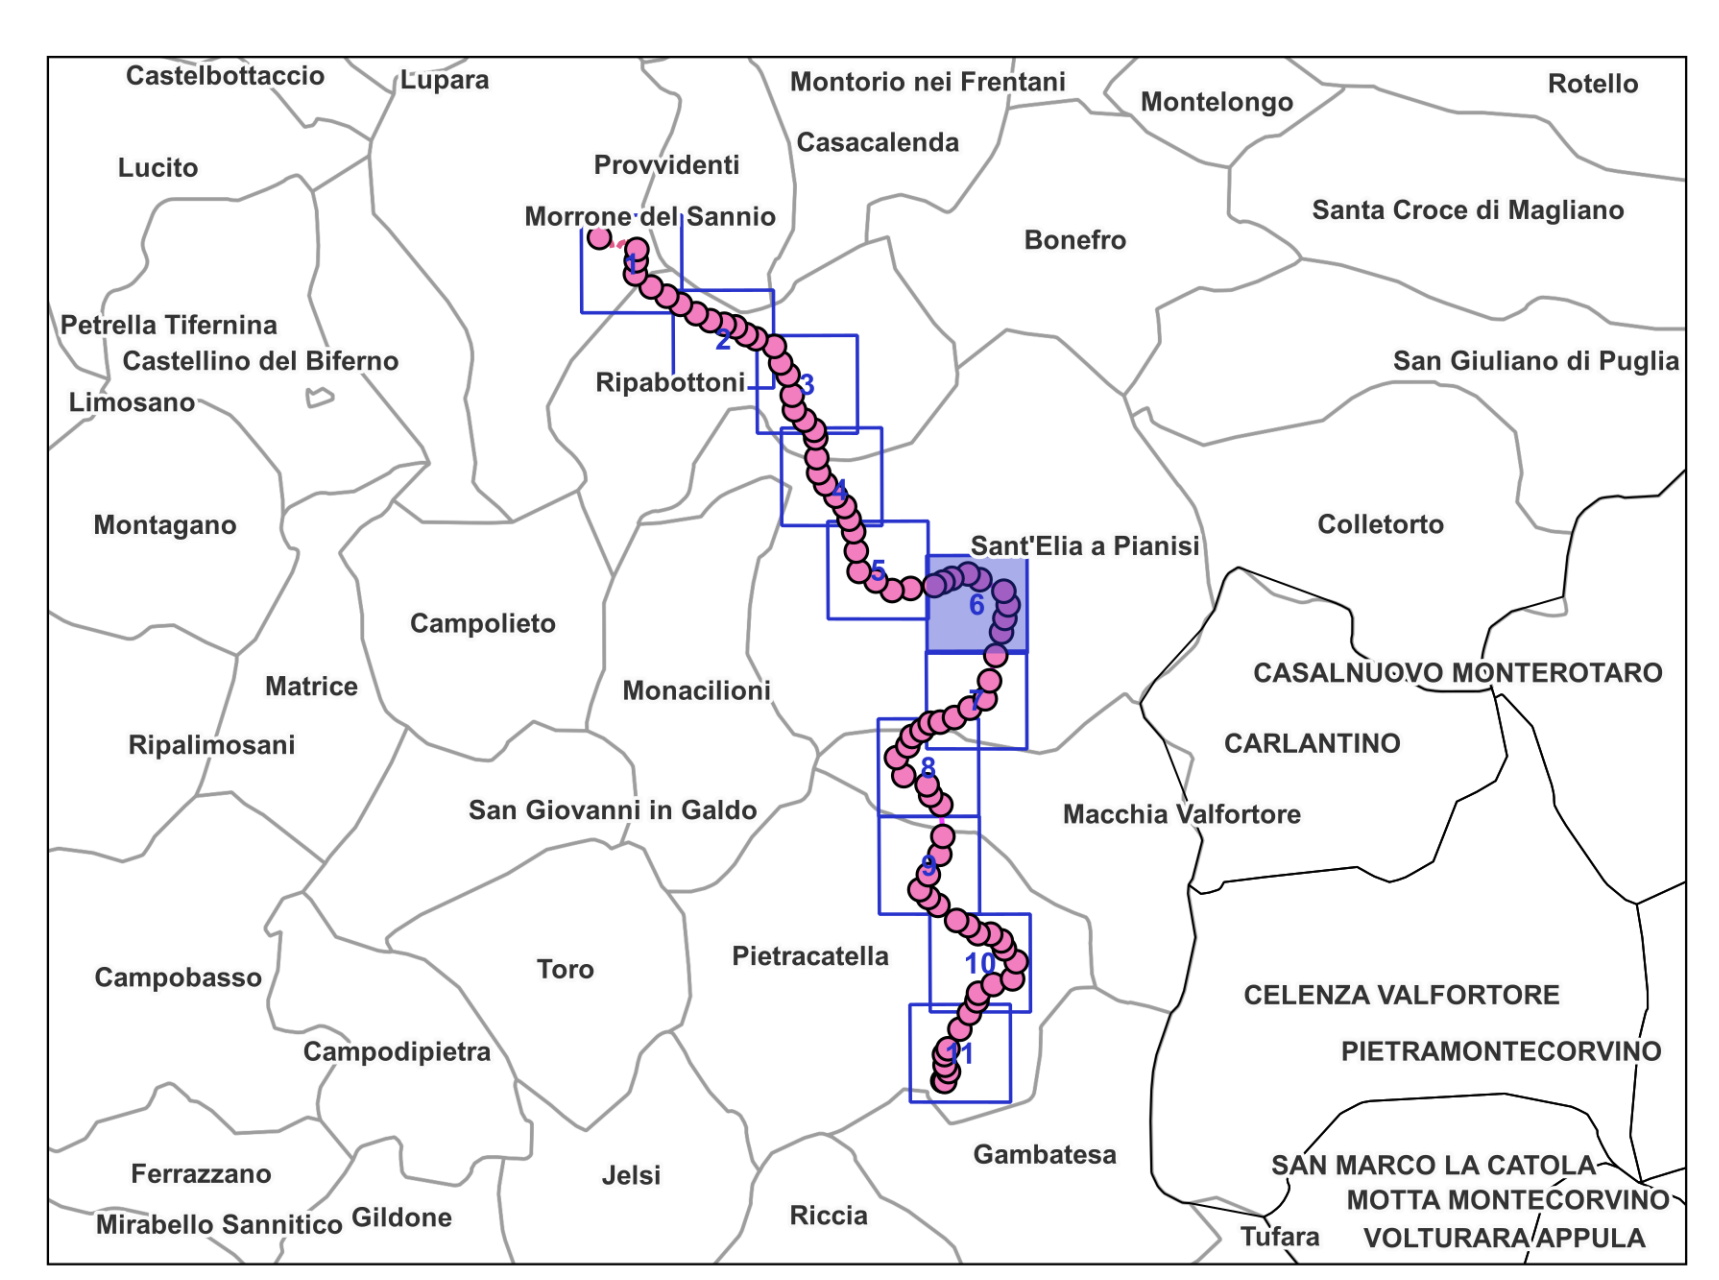 Castelbottaccio
Lupara
Montorio nei Frentani
Rotello
Montelongo
Casacalenda
Lucito
Provvidenti
Santa Croce di Magliano
Morrone del Sannio
Bonefro
1
Petrella Tifernina
2
Castellino del Biferno
San Giuliano di Puglia
Ripabottoni
3
Limosano
4
Montagano
Colletorto
Sant'Elia a Pianisi
5
6
Campolieto
CASALNUOVO MONTEROTARO
Matrice
Monacilioni
7
Ripalimosani
CARLANTINO
8
San Giovanni in Galdo
Macchia Valfortore
9
Pietracatella
10
Toro
Campobasso
CELENZA VALFORTORE
Campodipietra
11
PIETRAMONTECORVINO
Gambatesa
SAN MARCO LA CATOLA
Ferrazzano
Jelsi
MOTTA MONTECORVINO
Riccia
Gildone
Mirabello Sannitico
Tufara
VOLTURARA APPULA